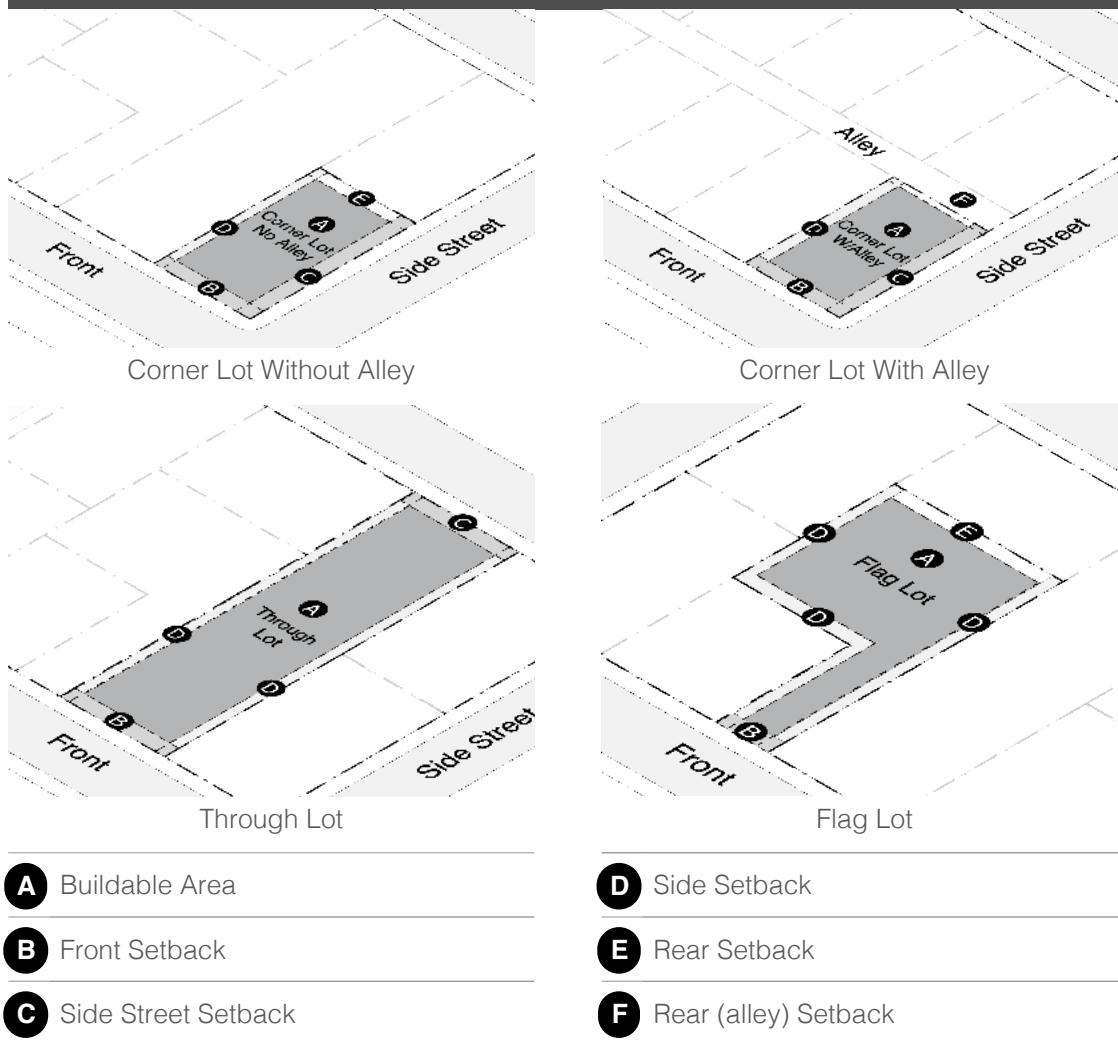 Alley
E
F
D
A
Corner Lot
No Alley
D
A
Corner Lot
W/Alley
Front
B
C
Side Street
Front
B
C
Side Street
Corner Lot Without Alley
Corner Lot With Alley
C
D
E
A
Flag Lot
A
Through
Lot
D
D
D
D
B
Front
Side Street
B
Front
Through Lot
Flag Lot
A Buildable Area
D Side Setback
B Front Setback
E Rear Setback
C Side Street Setback
F Rear (alley) Setback